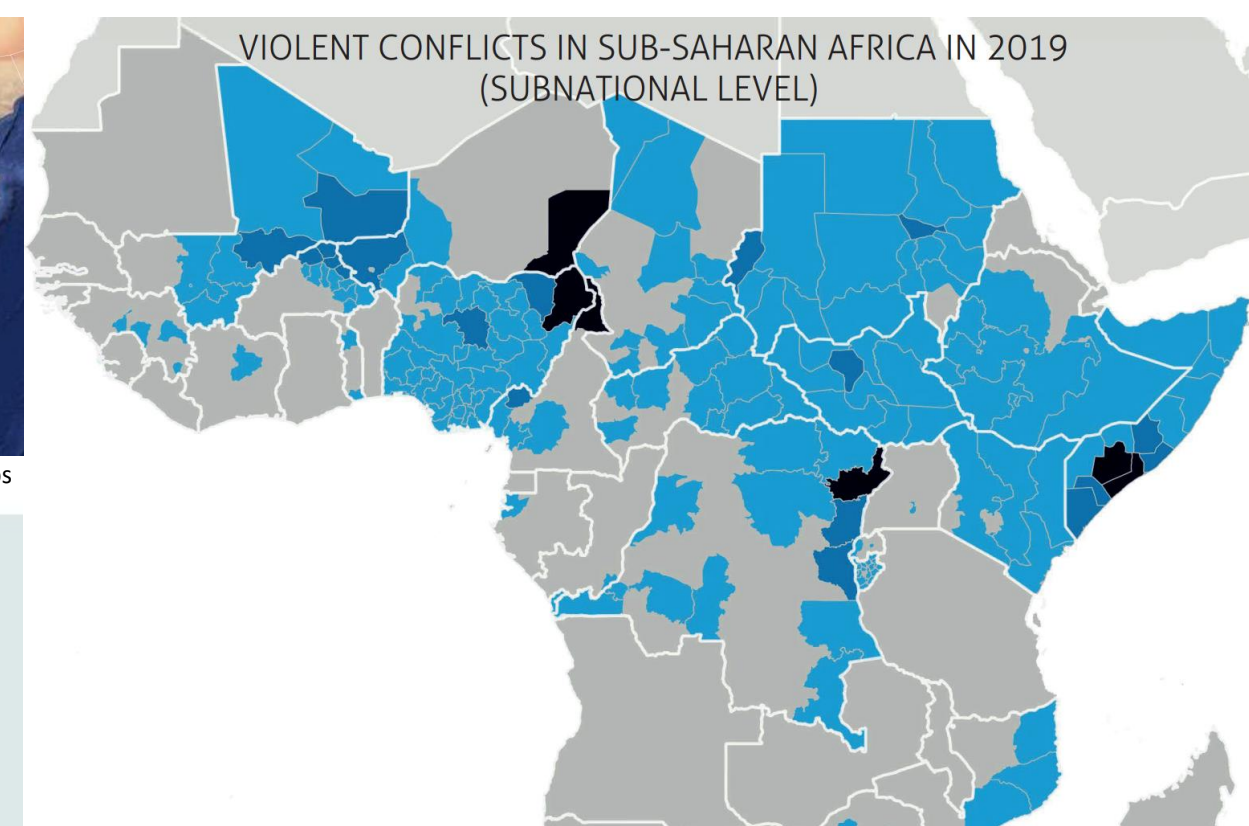 VIOLENT CONFLICTS IN SUB-SAHARAN AFRICA IN 2019
(SUBNATIONAL LEVEL)